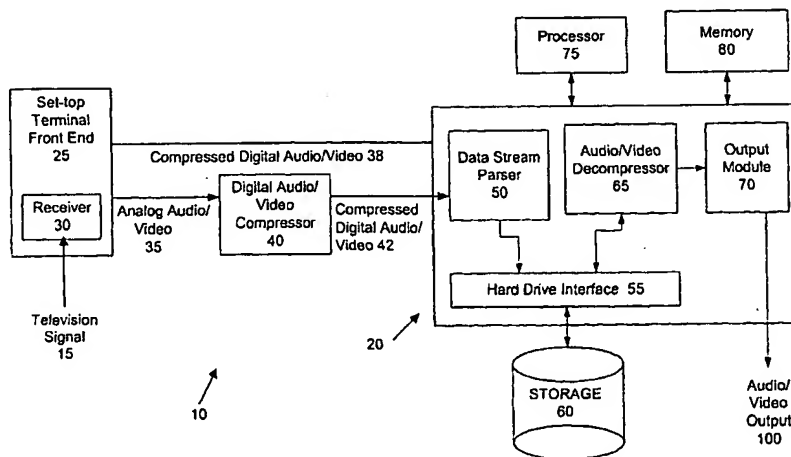 Processor
75
Memory
80
Set-top
Terminal
Front End
25
Compressed Digital Audio/Video 38
Data Stream
Parser
50
Audio/Video
Decompressor
65
Output
Module
70
Receiver
30
Analog Audio/
Video
35
Digital Audio/
Video
Compressor
40
Compressed
Digital Audio/
Video 42
Hard Drive Interface 55
Television
Signal
15
20
10
STORAGE
60
Audio/
Video
Output
100